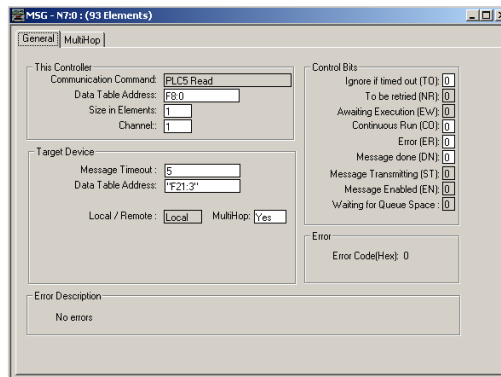 MSG - N7:0 : (93 Elements)
General MultiHop
This Controller
Communication Command: PLC5 Read
Data Table Address: F8:0
Size in Elements: 1
Channel:: 1
Target Device
Message Timeout : 5
Data Table Address: "F21:3"
Local / Remote : Local MultiHop: Yes
Control Bits
Ignore if timed out (TO): 0
To be retried (NR): 0
Awaiting Execution (EW): 0
Continuous Run (CO): 0
Error (ER): 0
Message done (DN): 0
Message Transmitting (ST): 0
Message Enabled (EN): 0
Waiting for Queue Space : 0
Error
Error Code(Hex): 0
Error Description
No errors